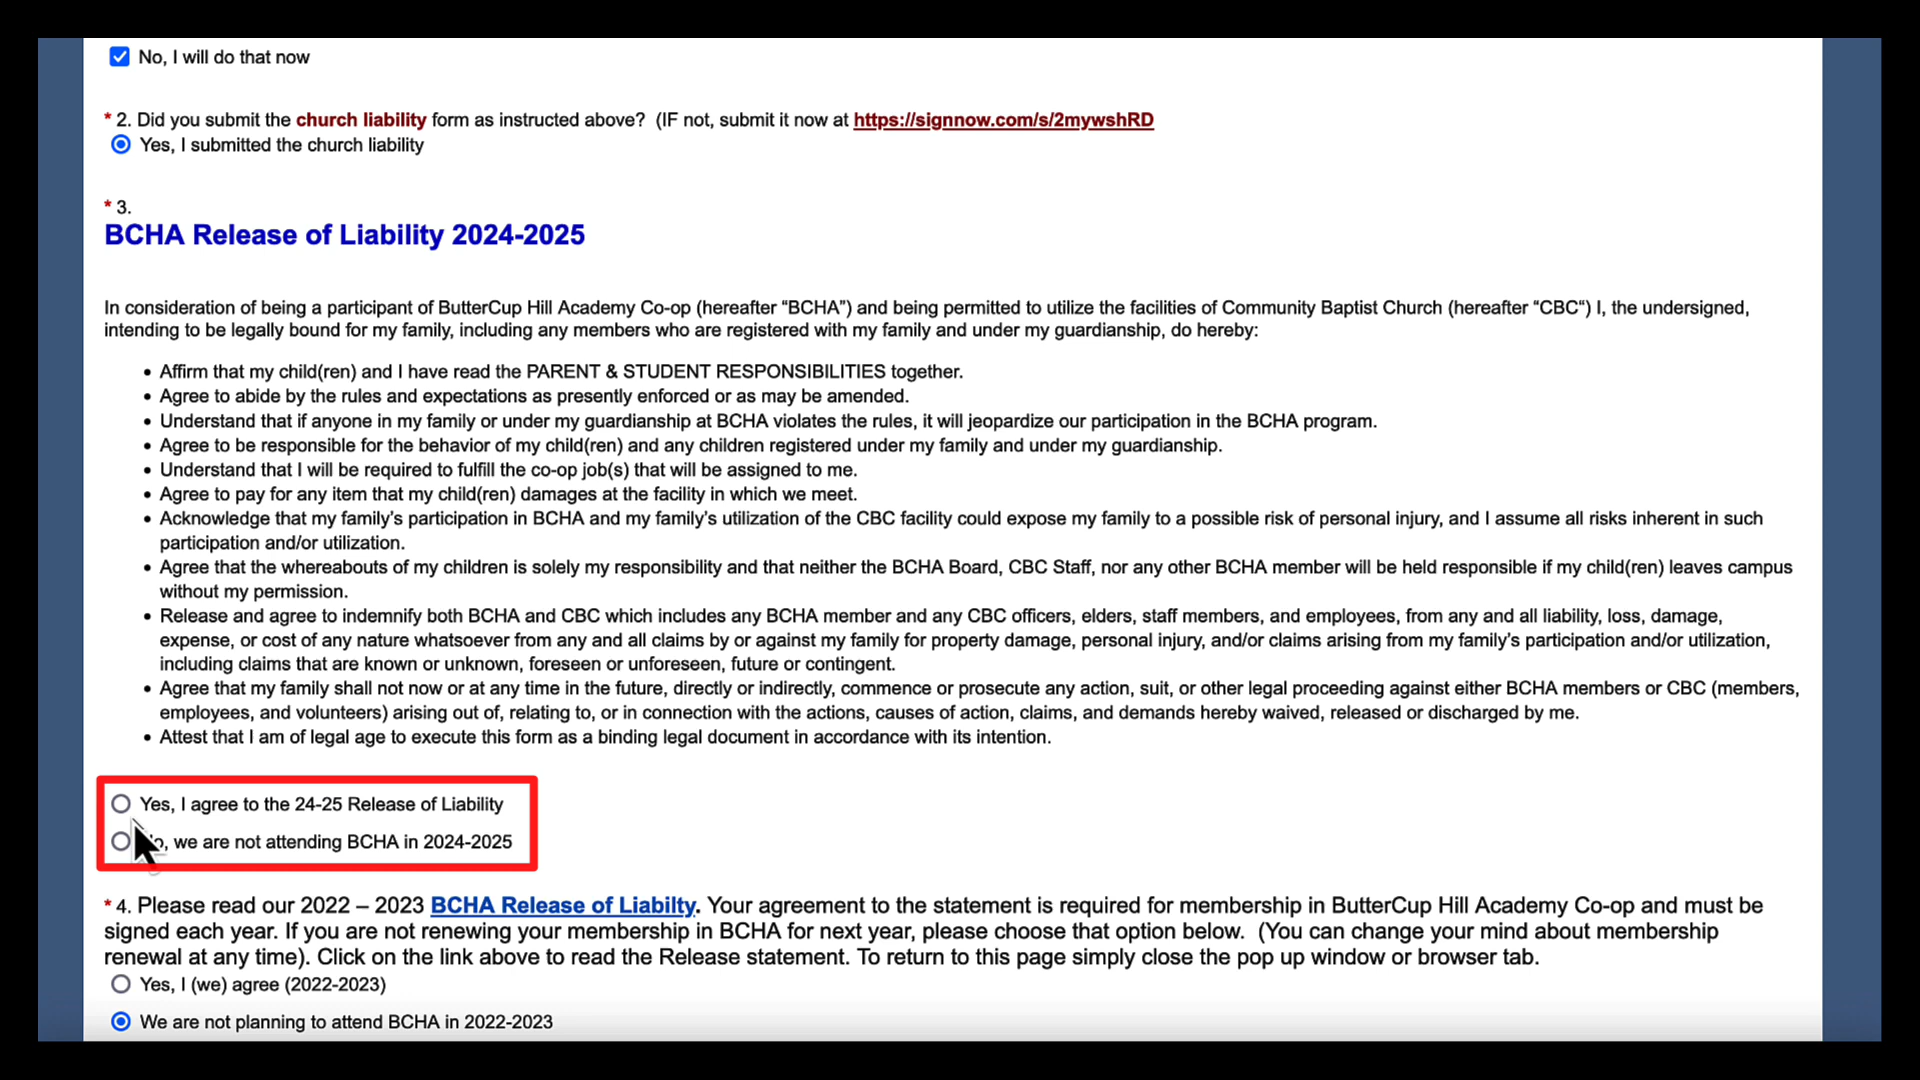 No, I will do that now
* 2. Did you submit the church liability form as instructed above?  (IF not, submit it now at https://signnow.com/s/2mywshRD
Yes, I submitted the church liability
* 3.
BCHA Release of Liability 2024-2025
In consideration of being a participant of ButterCup Hill Academy Co-op (hereafter “BCHA”) and being permitted to utilize the facilities of Community Baptist Church (hereafter “CBC“) I, the undersigned,
intending to be legally bound for my family, including any members who are registered with my family and under my guardianship, do hereby:
• Affirm that my child(ren) and I have read the PARENT & STUDENT RESPONSIBILITIES together.
• Agree to abide by the rules and expectations as presently enforced or as may be amended.
• Understand that if anyone in my family or under my guardianship at BCHA violates the rules, it will jeopardize our participation in the BCHA program.
• Agree to be responsible for the behavior of my child(ren) and any children registered under my family and under my guardianship.
• Understand that I will be required to fulfill the co-op job(s) that will be assigned to me.
• Agree to pay for any item that my child(ren) damages at the facility in which we meet.
• Acknowledge that my family’s participation in BCHA and my family’s utilization of the CBC facility could expose my family to a possible risk of personal injury, and I assume all risks inherent in such
participation and/or utilization.
• Agree that the whereabouts of my children is solely my responsibility and that neither the BCHA Board, CBC Staff, nor any other BCHA member will be held responsible if my child(ren) leaves campus
without my permission.
• Release and agree to indemnify both BCHA and CBC which includes any BCHA member and any CBC officers, elders, staff members, and employees, from any and all liability, loss, damage,
expense, or cost of any nature whatsoever from any and all claims by or against my family for property damage, personal injury, and/or claims arising from my family’s participation and/or utilization,
including claims that are known or unknown, foreseen or unforeseen, future or contingent.
• Agree that my family shall not now or at any time in the future, directly or indirectly, commence or prosecute any action, suit, or other legal proceeding against either BCHA members or CBC (members,
employees, and volunteers) arising out of, relating to, or in connection with the actions, causes of action, claims, and demands hereby waived, released or discharged by me.
• Attest that I am of legal age to execute this form as a binding legal document in accordance with its intention.
Yes, I agree to the 24-25 Release of Liability
we are not attending BCHA in 2024-2025
* 4. Please read our 2022 – 2023 BCHA Release of Liabilty. Your agreement to the statement is required for membership in ButterCup Hill Academy Co-op and must be
signed each year. If you are not renewing your membership in BCHA for next year, please choose that option below.  (You can change your mind about membership
renewal at any time). Click on the link above to read the Release statement. To return to this page simply close the pop up window or browser tab.
Yes, I (we) agree (2022-2023)
We are not planning to attend BCHA in 2022-2023